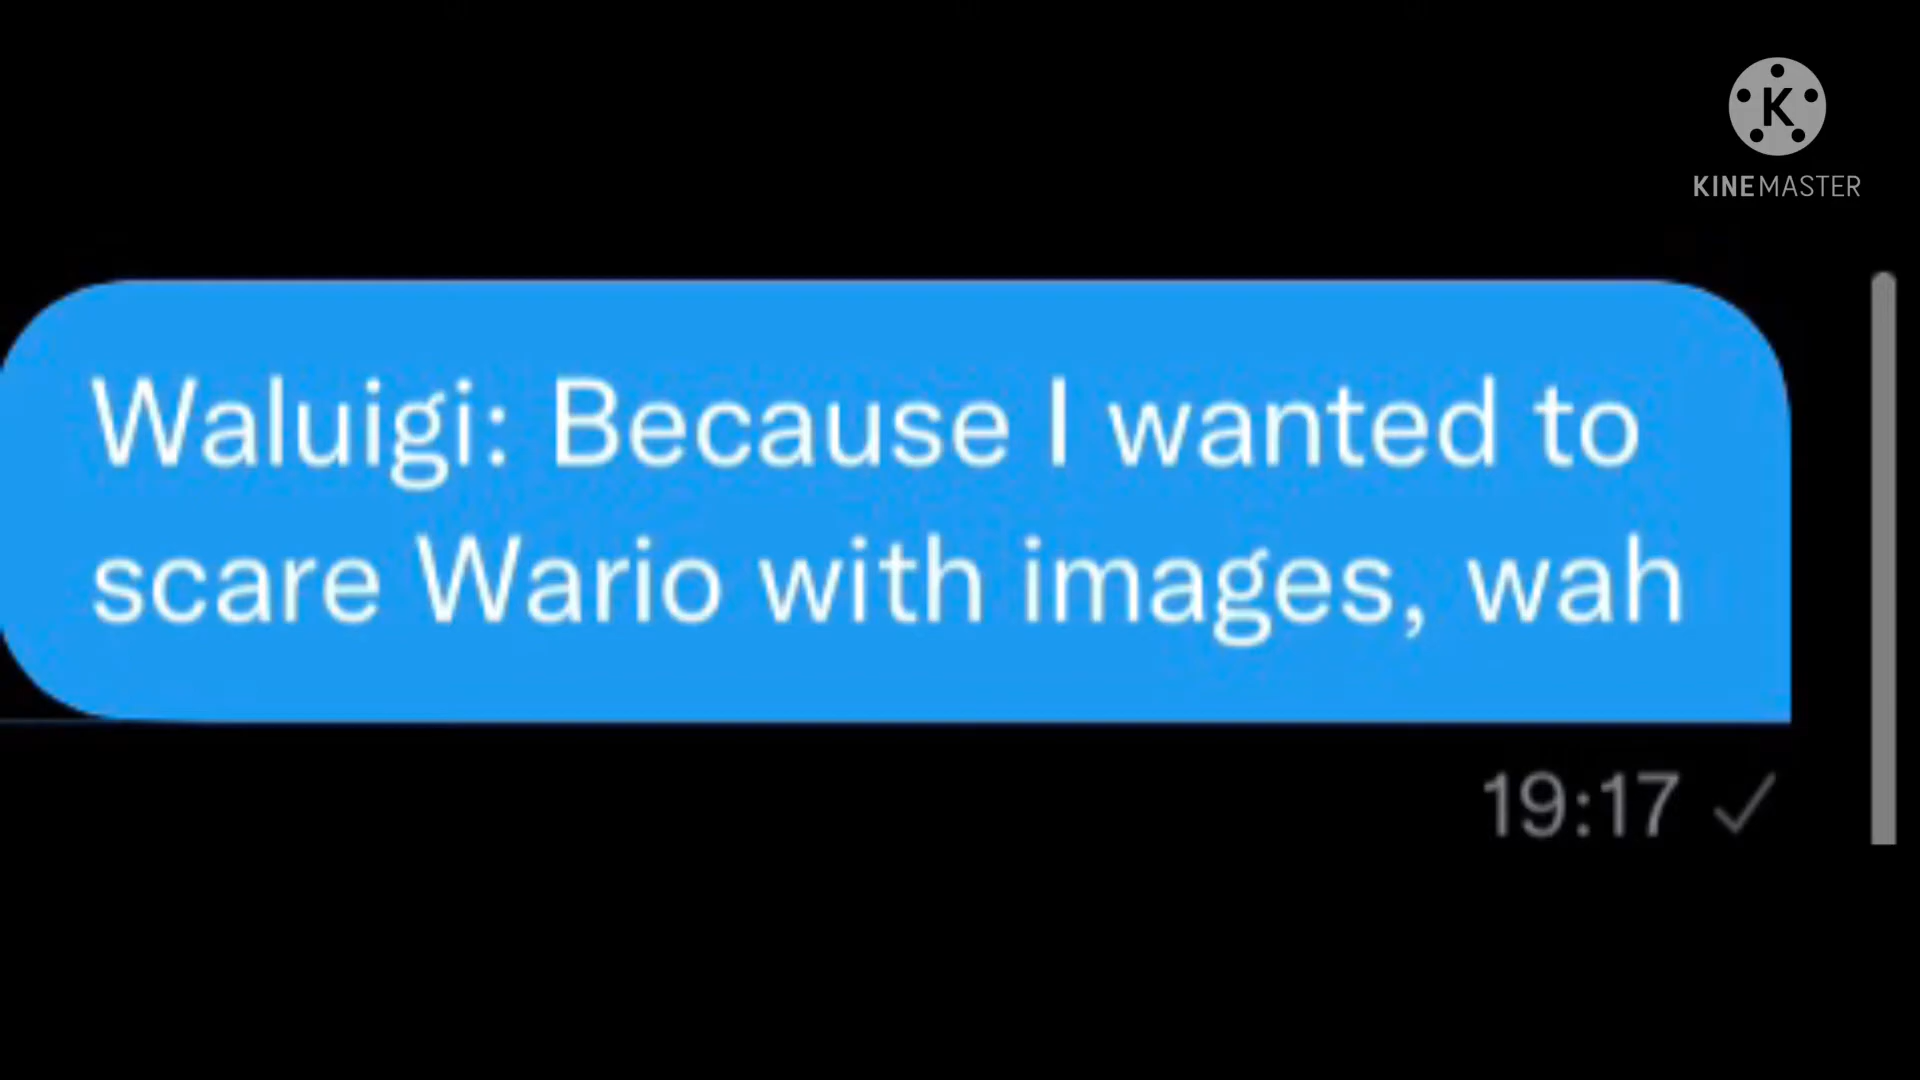 K
KINEMASTER
Waluigi: Because I wanted to
scare Wario with images, wah
19:17